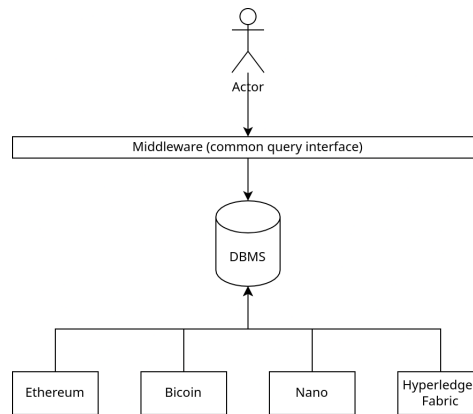 Actor
Middleware (common query interface)
DBMS
Ethereum
Bicoin
Nano
Hyperledge
Fabric